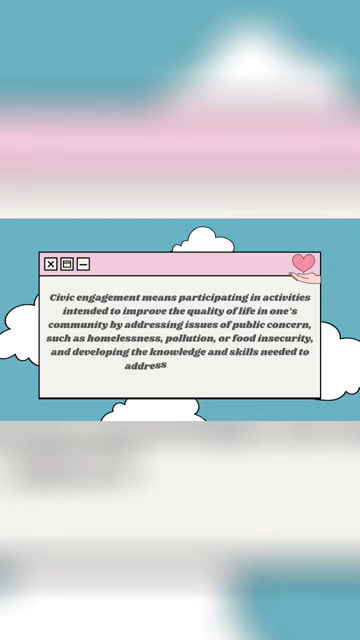 Civic engagement means participating in activities
intended to improve the quality of life in one's
community by addressing issues of public concern,
such as homelessness, pollution, or food insecurity,
and developing the knowledge and skills needed to
address